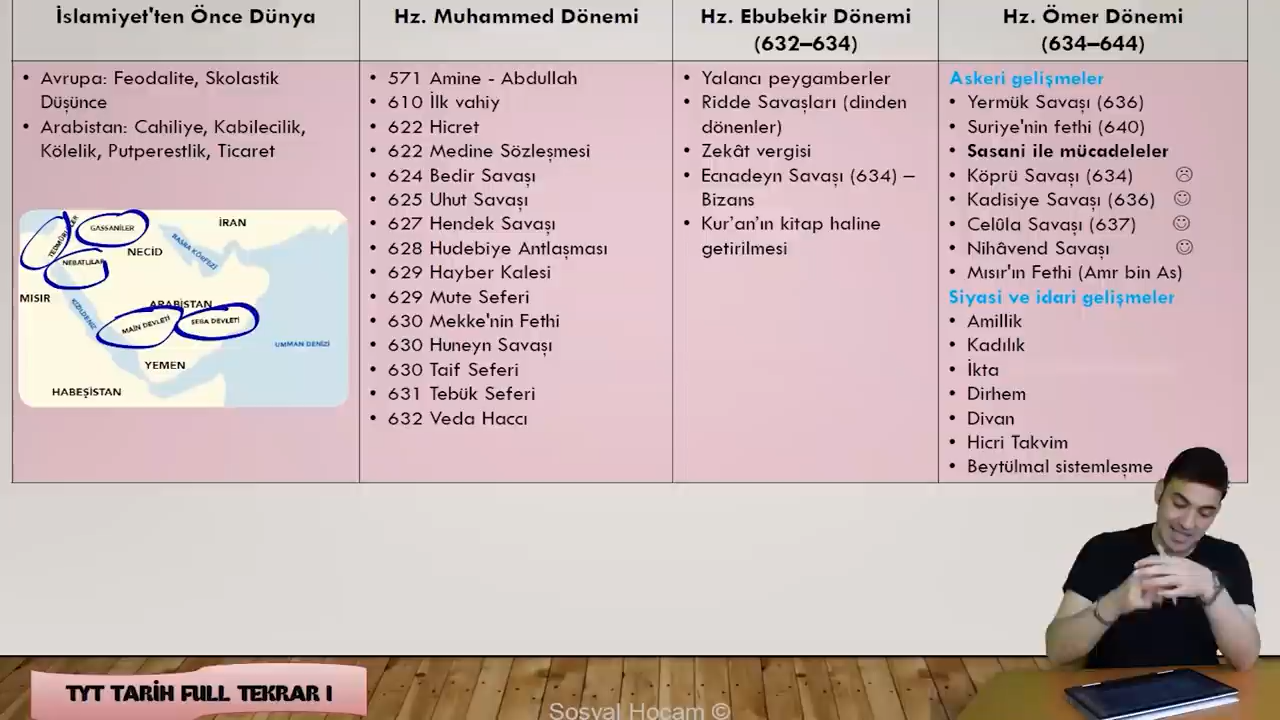 İslamiyet'ten Önce Dünya
• Avrupa: Feodalite, Skolastik
Düşünce
• Arabistan: Cahiliye, Kabilecilik,
Kölelik, Putperestlik, Ticaret
GASSANİLER
İRAN
NECİD
BASRA KÖRFEZİ
NEBATLILAR
MISIR
KIZILDENİZ
ARABİSTAN
MAİN DEVLETİ
SEBA DEVLETİ
UMMAN DENİZİ
YEMEN
HABEŞİSTAN
Hz. Muhammed Dönemi
• 571 Amine - Abdullah
• 610 İlk vahiy
• 622 Hicret
• 622 Medine Sözleşmesi
• 624 Bedir Savaşı
• 625 Uhut Savaşı
• 627 Hendek Savaşı
• 628 Hudebiye Antlaşması
• 629 Hayber Kalesi
• 629 Mute Seferi
• 630 Mekke'nin Fethi
• 630 Huneyn Savaşı
• 630 Taif Seferi
• 631 Tebük Seferi
• 632 Veda Haccı
Hz. Ebubekir Dönemi
(632–634)
• Yalancı peygamberler
• Ridde Savaşları (dinden
dönenler)
• Zekât vergisi
• Ecnadeyn Savaşı (634) –
Bizans
• Kur'an'ın kitap haline
getirilmesi
Hz. Ömer Dönemi
(634–644)
Askeri gelişmeler
• Yermük Savaşı (636)
• Suriye'nin fethi (640)
• Sasani ile mücadeleler
• Köprü Savaşı (634) ☹
• Kadisiye Savaşı (636) ☺
• Celûla Savaşı (637) ☺
• Nihâvend Savaşı ☺
• Mısır'ın Fethi (Amr bin As)
Siyasi ve idari gelişmeler
• Amillik
• Kadılık
• İkta
• Dirhem
• Divan
• Hicri Takvim
• Beytülmal sistemleşme
TYT TARİH FULL TEKRAR I
Sosyal Hocam ©